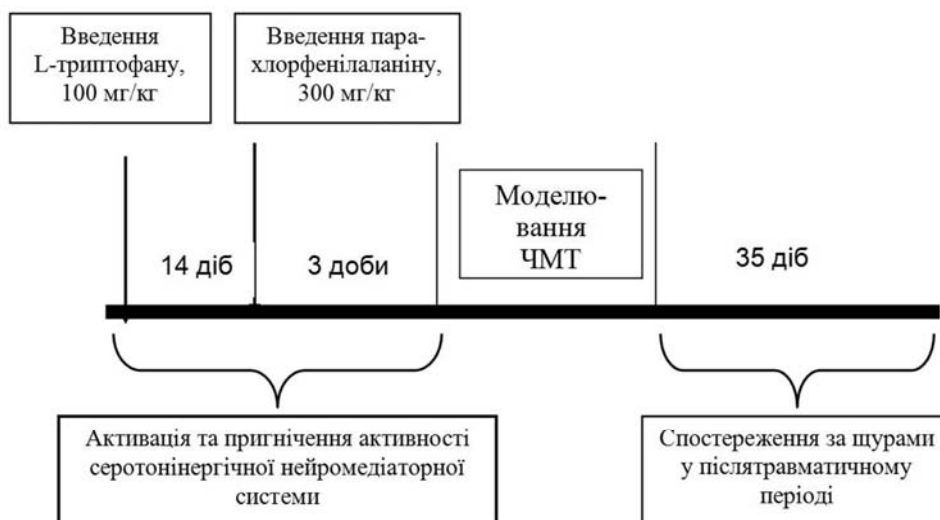 Введення
L-триптофану,
100 мг/кг
Введення пара-
хлорфенілаланіну,
300 мг/кг
Моделю-
вання
ЧМТ
14 діб
3 доби
35 діб
Активація та пригнічення активності
серотонінергічної нейромедіаторної
системи
Спостереження за щурами
у післятравматичному
періоді